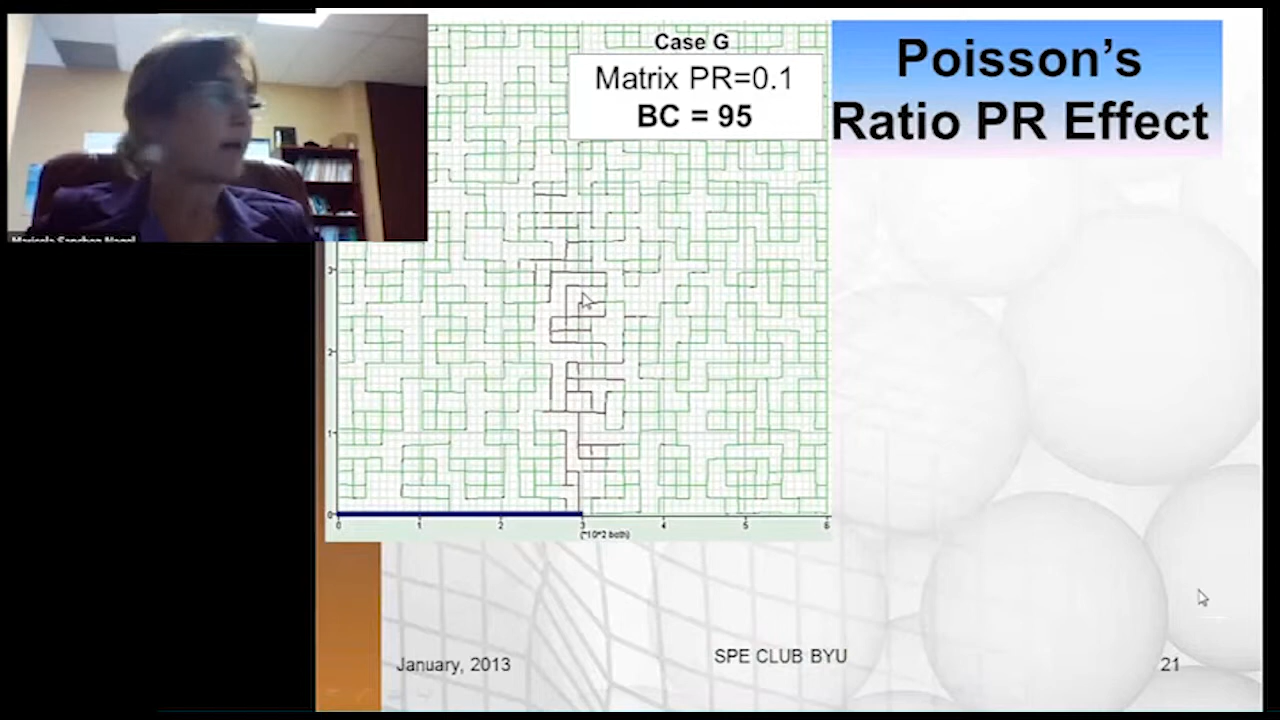 Case G
Matrix PR=0.1
BC = 95
Poisson's
Ratio PR Effect
3
2
1
0
0 1 2 3 4 5 6
(*10^2 both)
January, 2013
SPE CLUB BYU
21